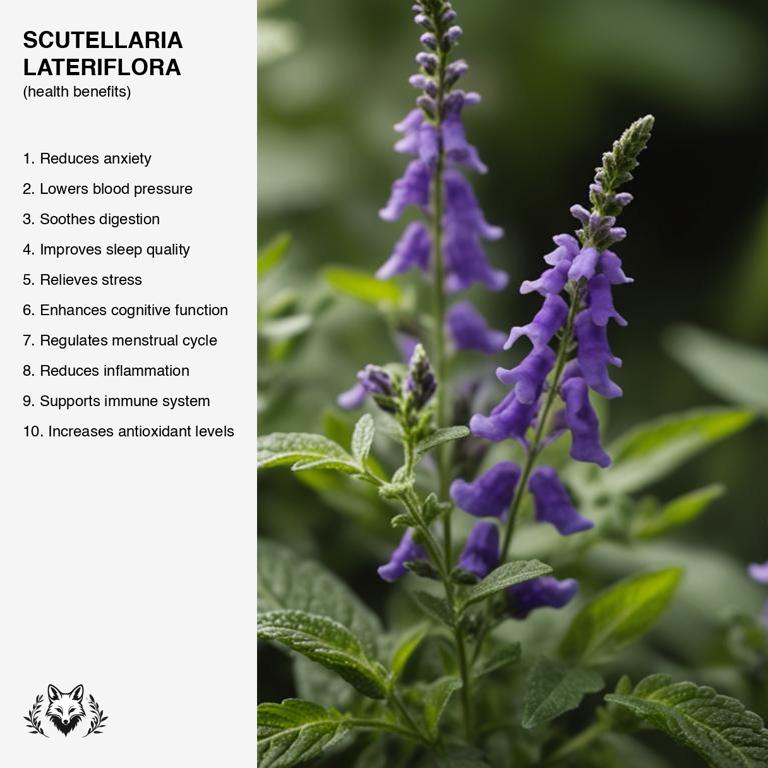 SCUTELLARIA
LATERIFLORA
(health benefits)
1. Reduces anxiety
2. Lowers blood pressure
3. Soothes digestion
4. Improves sleep quality
5. Relieves stress
6. Enhances cognitive function
7. Regulates menstrual cycle
8. Reduces inflammation
9. Supports immune system
10. Increases antioxidant levels